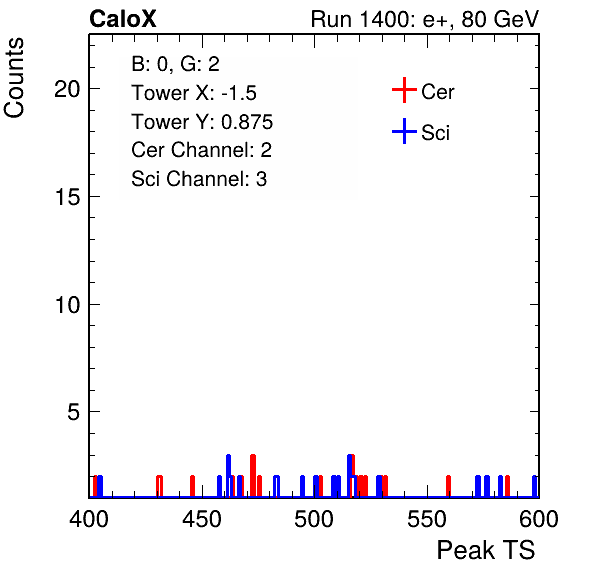 CaloX Run 1400: e+, 80 GeV
Counts
B: 0, G: 2
Tower X: -1.5
Tower Y: 0.875
Cer Channel: 2
Sci Channel: 3
Cer
Sci
20
15
10
5
400 450 500 550 600
Peak TS